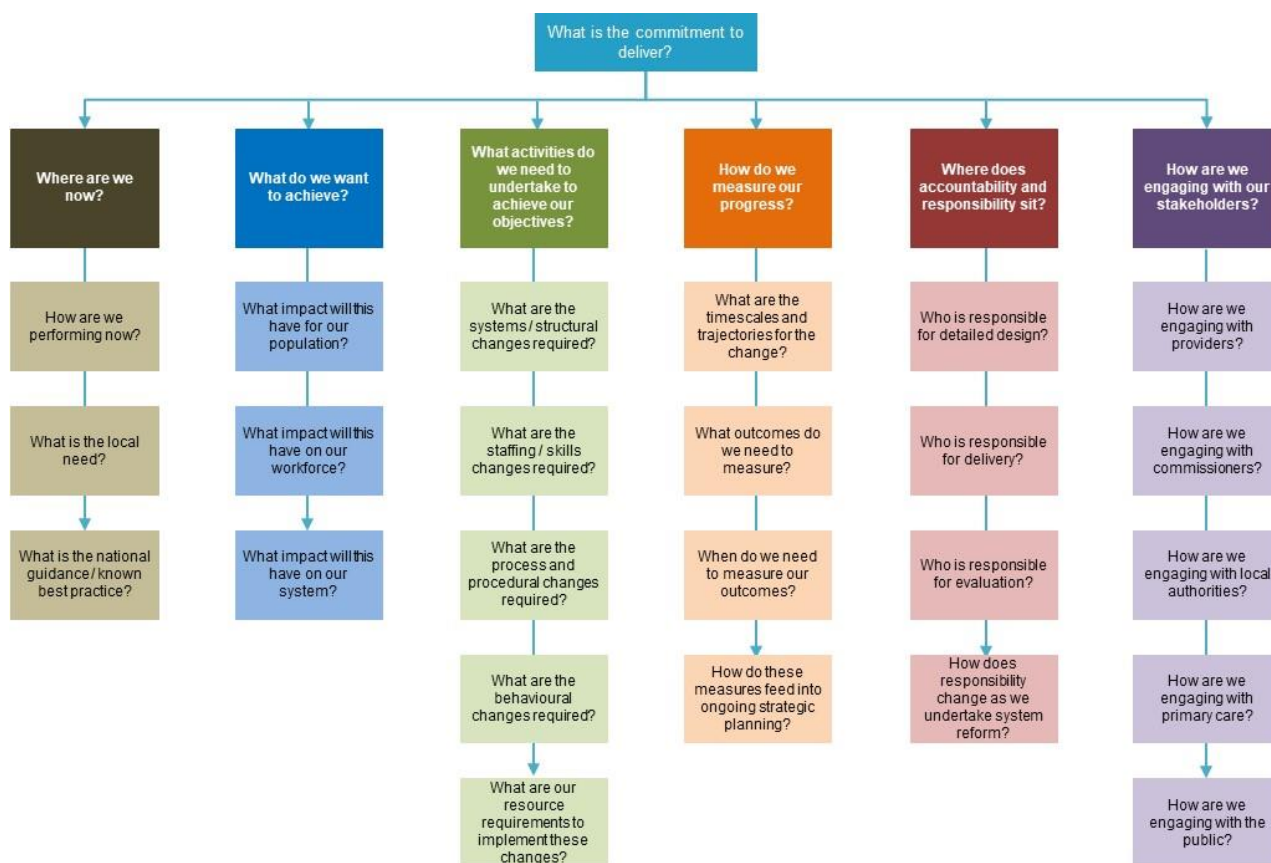 What is the commitment to
deliver?
Where are we
now?
What do we want
to achieve?
What activities do
we need to
undertake to
achieve our
objectives?
How do we
measure our
progress?
Where does
accountability and
responsibility sit?
How are we
engaging with our
stakeholders?
How are we
performing now?
What impact will this
have for our
population?
What are the
systems / structural
changes required?
What are the
timescales and
trajectories for the
change?
Who is responsible
for detailed design?
How are we
engaging with
providers?
What is the local
need?
What impact will this
have on our
workforce?
What are the
staffing / skills
changes required?
What outcomes do
we need to
measure?
Who is responsible
for delivery?
How are we
engaging with
commissioners?
What is the national
guidance / known
best practice?
What impact will this
have on our
system?
What are the
process and
procedural changes
required?
When do we need
to measure our
outcomes?
Who is responsible
for evaluation?
How are we
engaging with local
authorities?
What are the
behavioural
changes required?
How do these
measures feed into
ongoing strategic
planning?
How does
responsibility
change as we
undertake system
reform?
How are we
engaging with
primary care?
What are our
resource
requirements to
implement these
changes?
How are we
engaging with the
public?